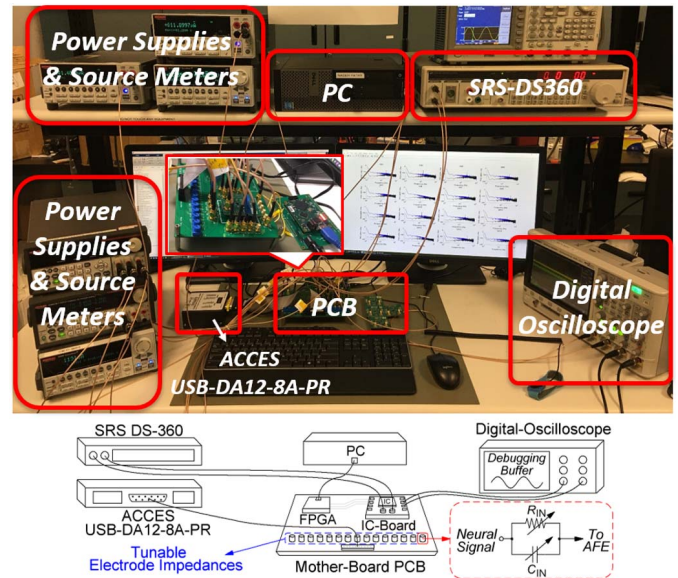 Power Supplies
& Source Meters
PC
SRS-DS360
Power
Supplies
& Source
Meters
PCB
Digital
Oscilloscope
ACCES
USB-DA12-8A-PR
SRS DS-360
PC
Digital-Oscilloscope
Debugging
Buffer
ACCES
USB-DA12-8A-PR
FPGA
IC
IC-Board
Tunable
Electrode Impedances
Mother-Board PCB
Neural
Signal
RIN
CIN
To
AFE